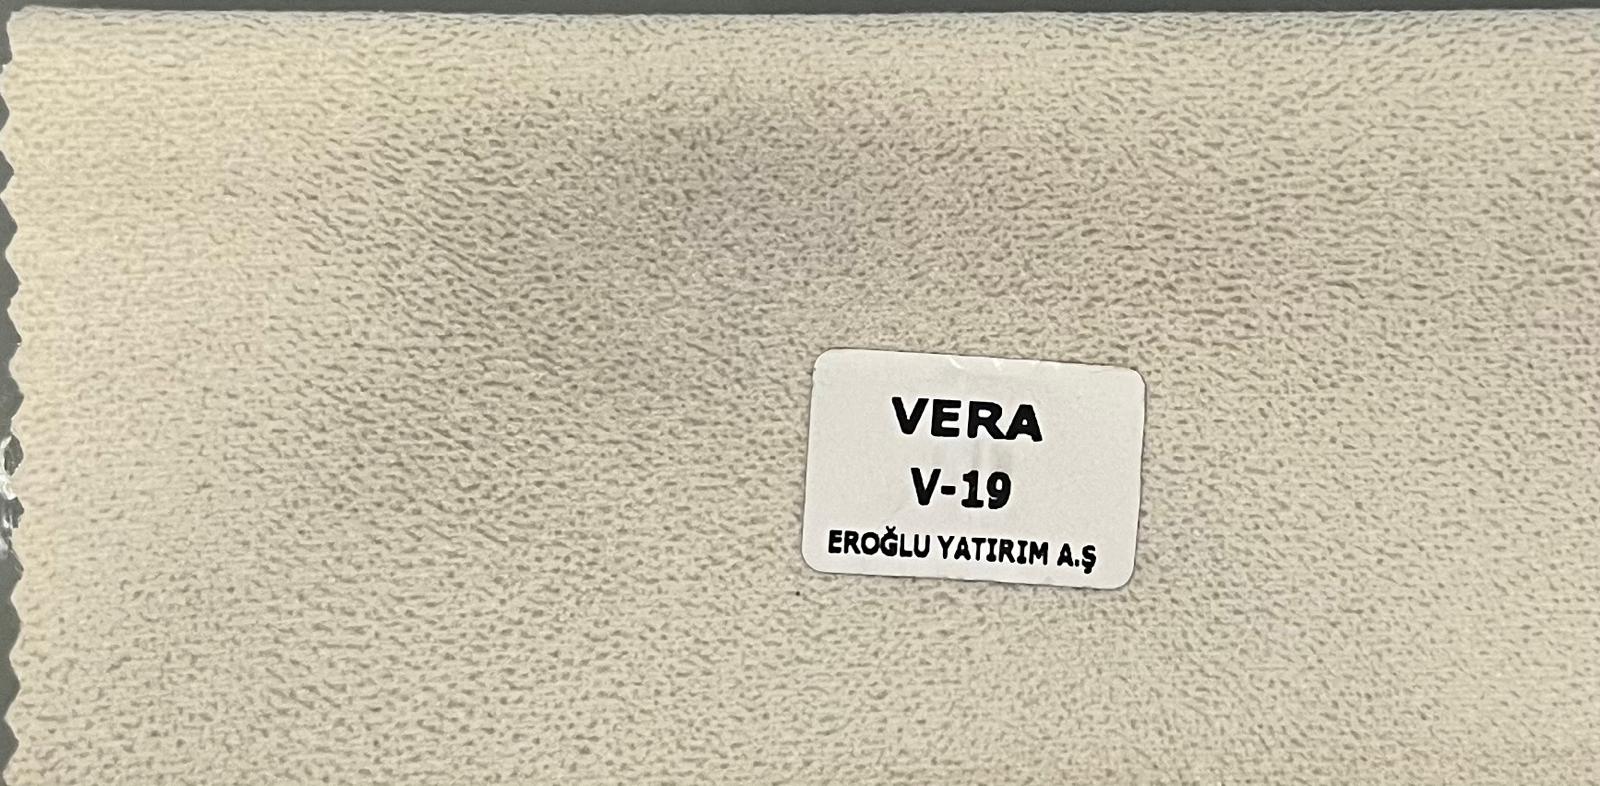 VERA
V-19
EROĞLU YATIRIM A.Ş